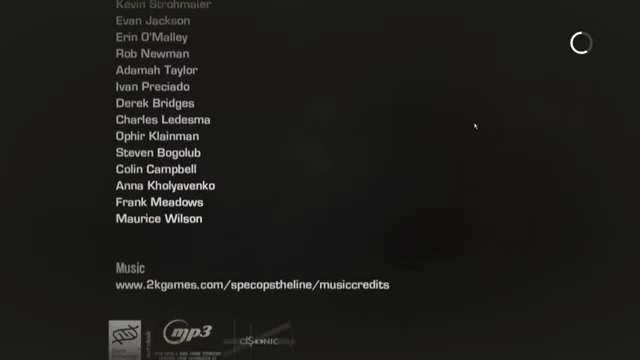 Kevin Strohmaier
Evan Jackson
Erin O'Malley
Rob Newman
Adamah Taylor
Ivan Preciado
Derek Bridges
Charles Ledesma
Ophir Klainman
Steven Bogolub
Colin Campbell
Anna Kholyavenko
Frank Meadows
Maurice Wilson
Music
www.2kgames.com/specopstheline/musiccredits
mp3